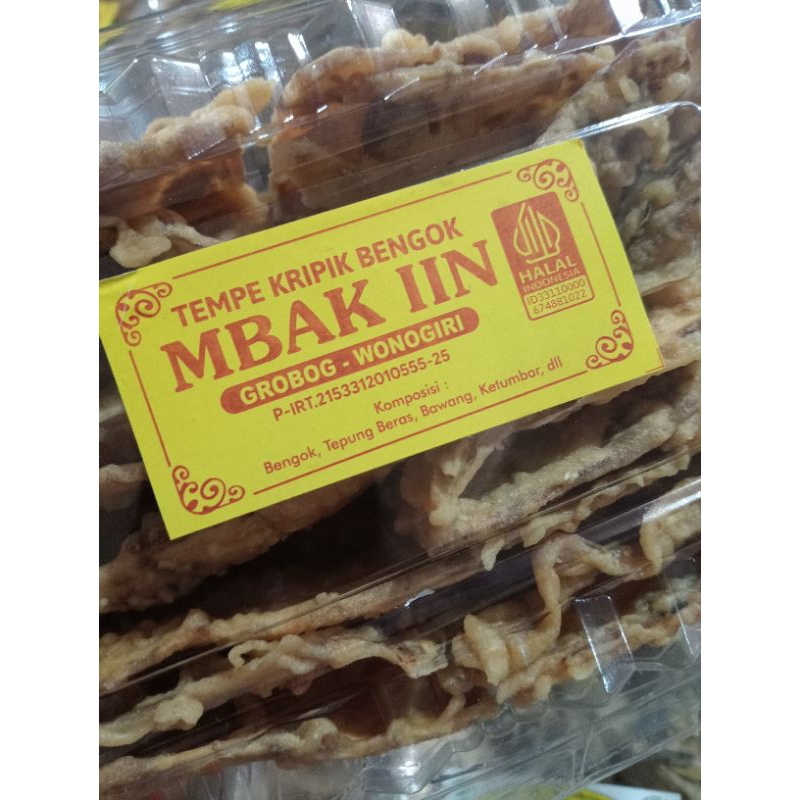 TEMPE KRIPIK BENGOK
MBAK IIN
GROBOG - WONOGIRI
P-IRT.2153312010555-25
Komposisi :
Bengok, Tepung Beras, Bawang, Ketumbar, dll
HALAL
INDONESIA
ID33110000
674881022